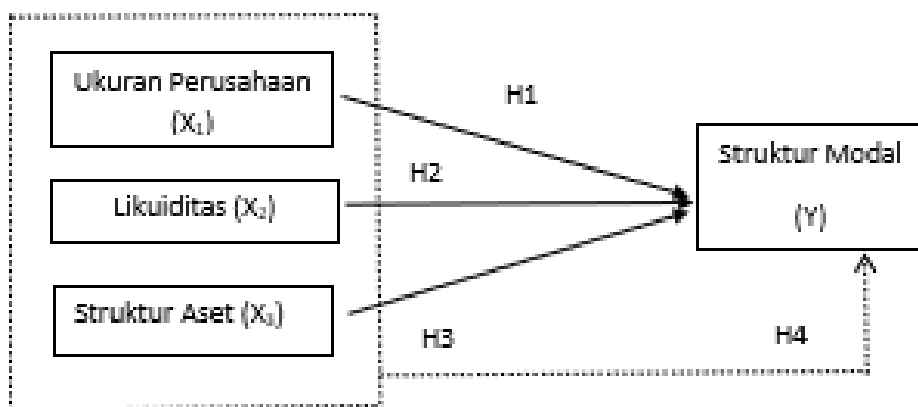 Ukuran Perusahaan
(X₁)
H1
Struktur Modal
(Y)
H2
Likuiditas (X₂)
Struktur Aset (X₃)
H3
H4